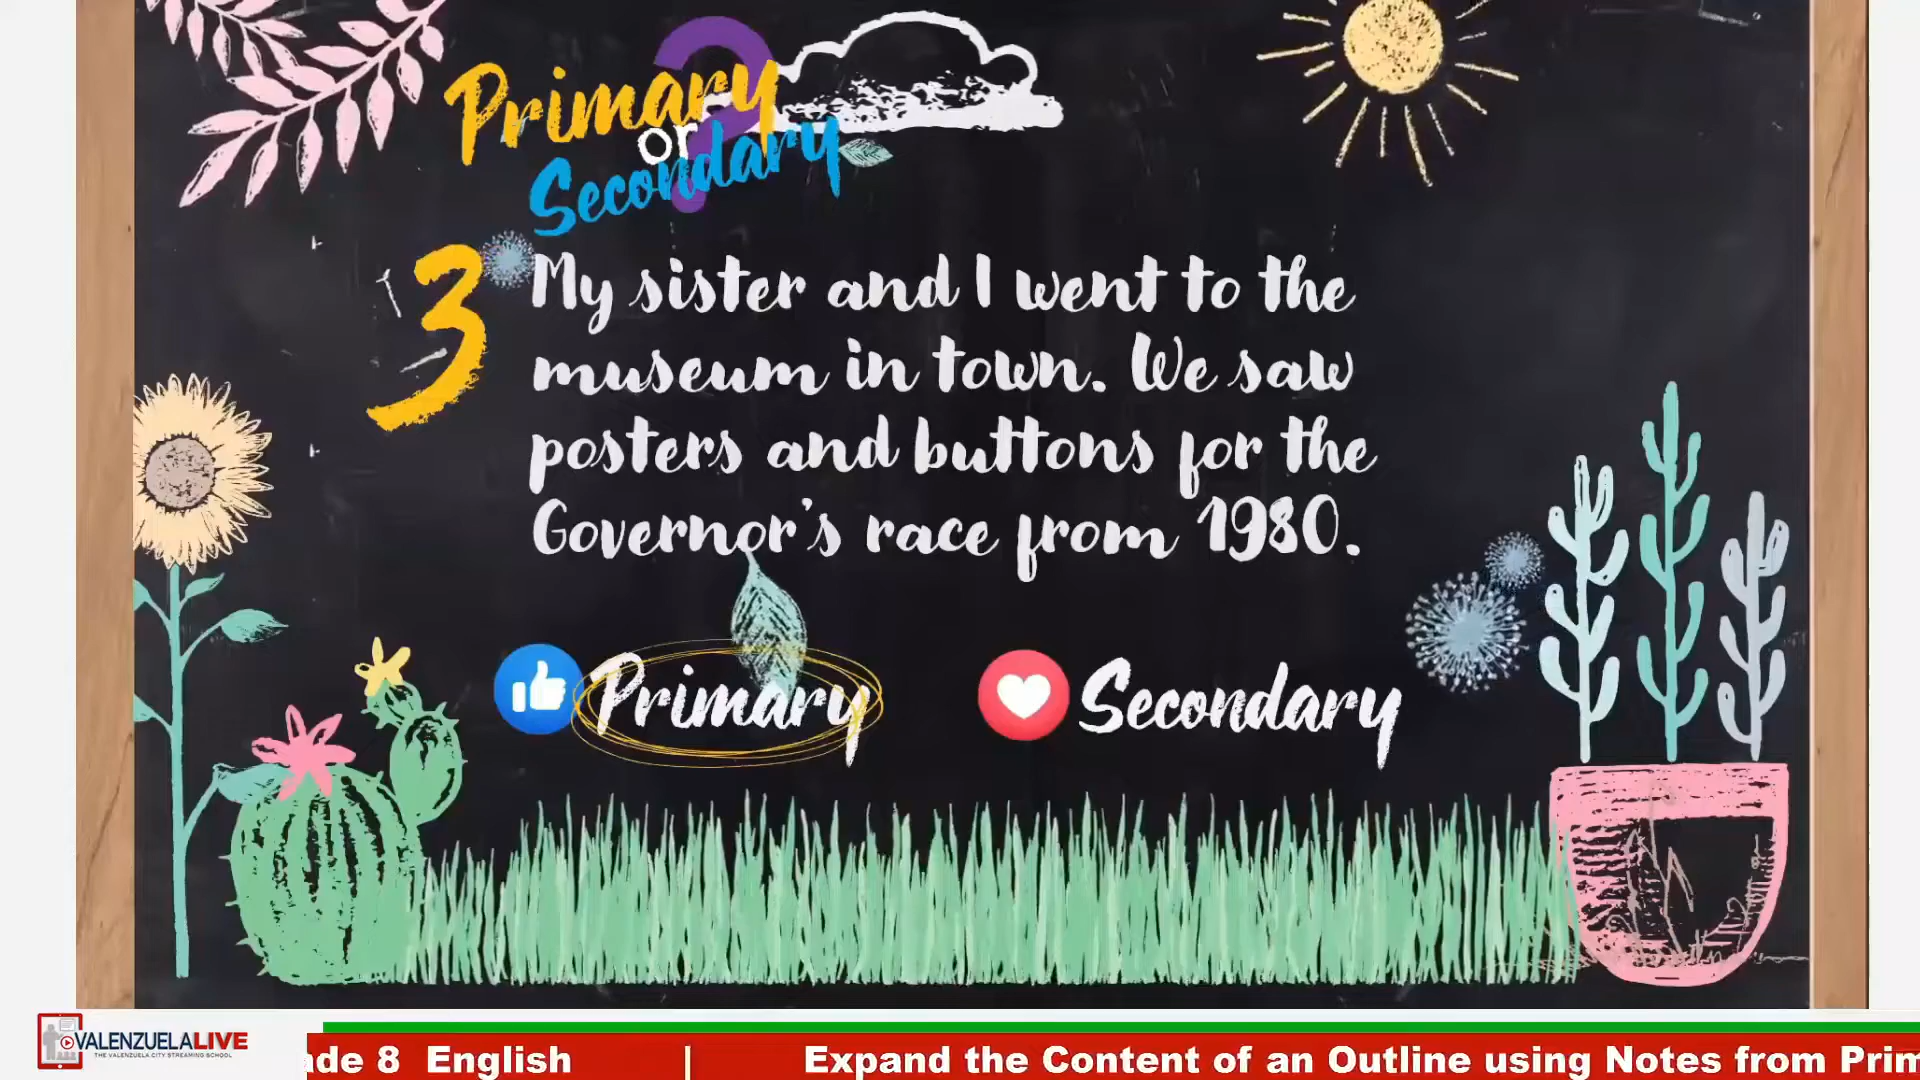 Primary
or
Secondary
3
My sister and I went to the
museum in town. We saw
posters and buttons for the
Governor's race from 1980.
Primary
Secondary
VALENZUELALIVE
THE VALENZUELA CITY STREAMING SCHOOL
ade 8 English | Expand the Content of an Outline using Notes from Prim